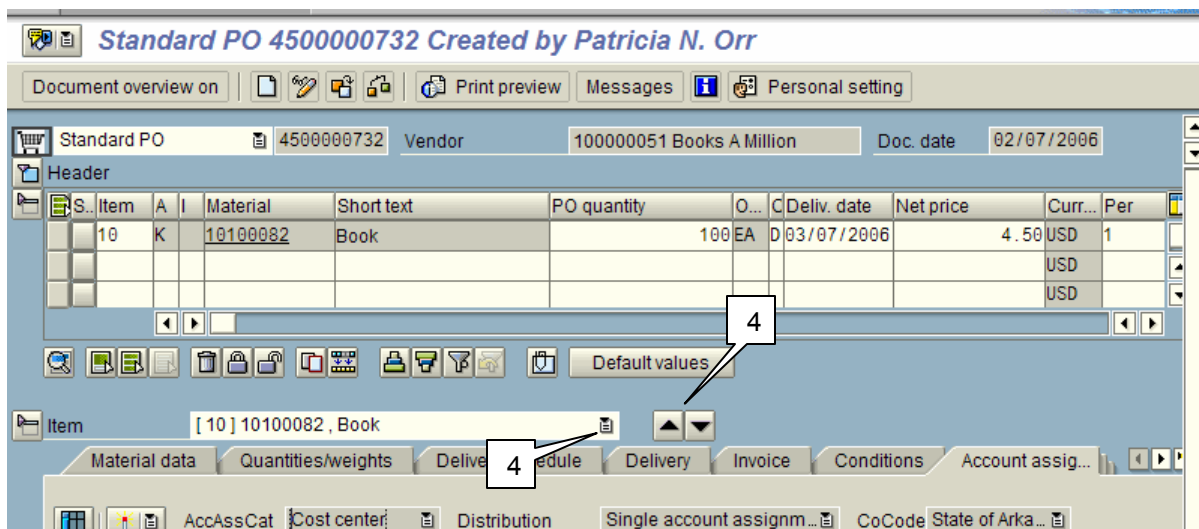 Standard PO 4500000732 Created by Patricia N. Orr
Document overview on Print preview Messages Personal setting
Standard PO 4500000732 Vendor 100000051 Books A Million Doc. date 02/07/2006
Header
S.. Item A I Material Short text PO quantity O... C Deliv. date Net price Curr... Per
10 K 10100082 Book 100 EA D 03/07/2006 4.50 USD 1
USD
USD
4
Default values
Item [ 10 ] 10100082 , Book
4
Material data Quantities/weights Delive edule Delivery Invoice Conditions Account assig...
AccAssCat Cost center Distribution Single account assignm... CoCode State of Arka...